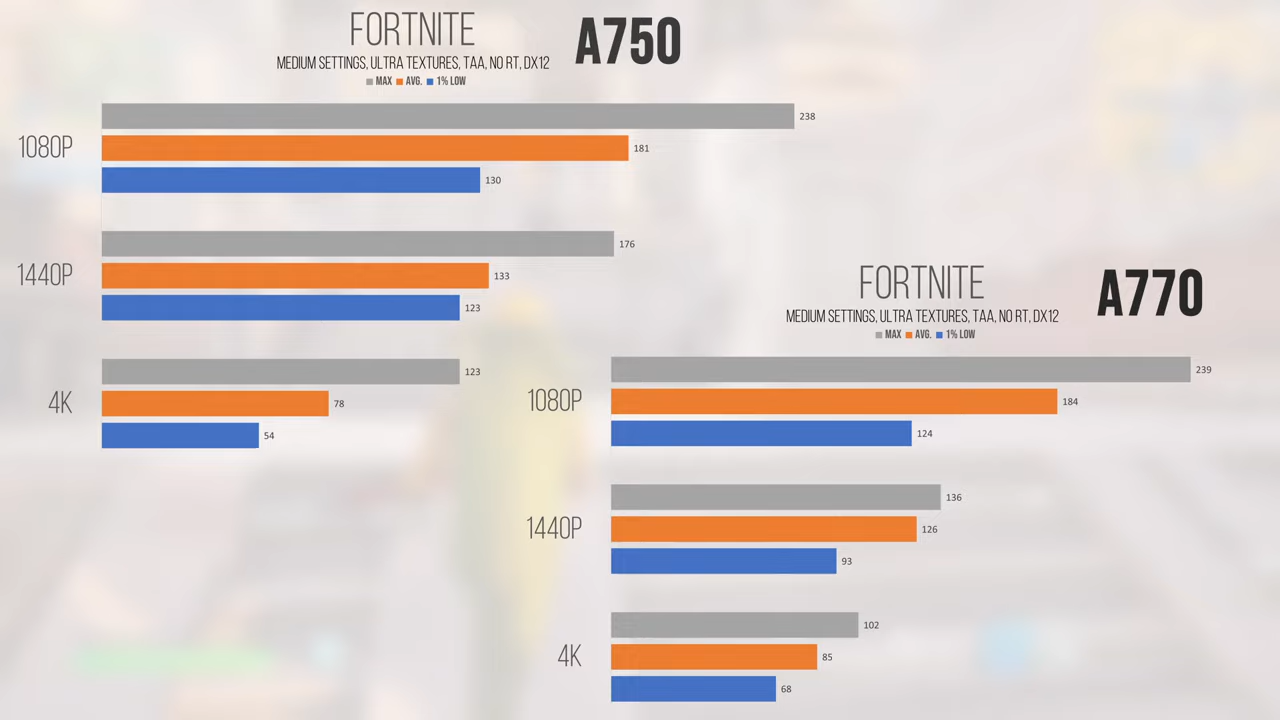 FORTNITE
A750
MEDIUM SETTINGS, ULTRA TEXTURES, TAA, NO RT, DX12
MAX AVG. 1% LOW
238
1080P
181
130
176
1440P
133
123
123
4K
78
54
FORTNITE
A770
MEDIUM SETTINGS, ULTRA TEXTURES, TAA, NO RT, DX12
MAX AVG. 1% LOW
239
1080P
184
124
136
1440P
126
93
102
4K
85
68